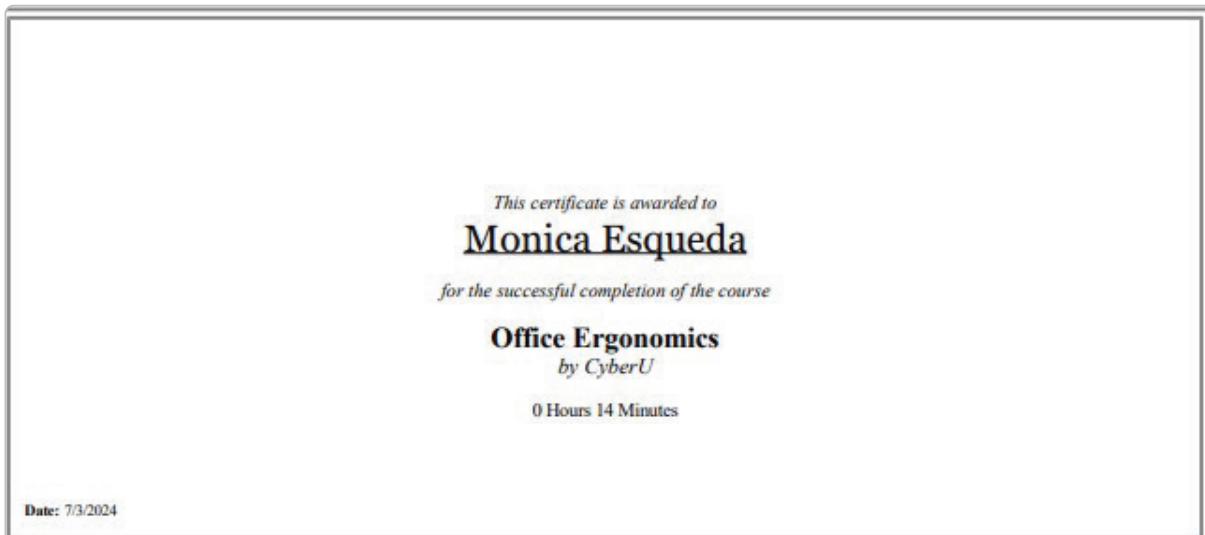 This certificate is awarded to
Monica Esqueda
for the successful completion of the course
Office Ergonomics
by CyberU
0 Hours 14 Minutes
Date: 7/3/2024